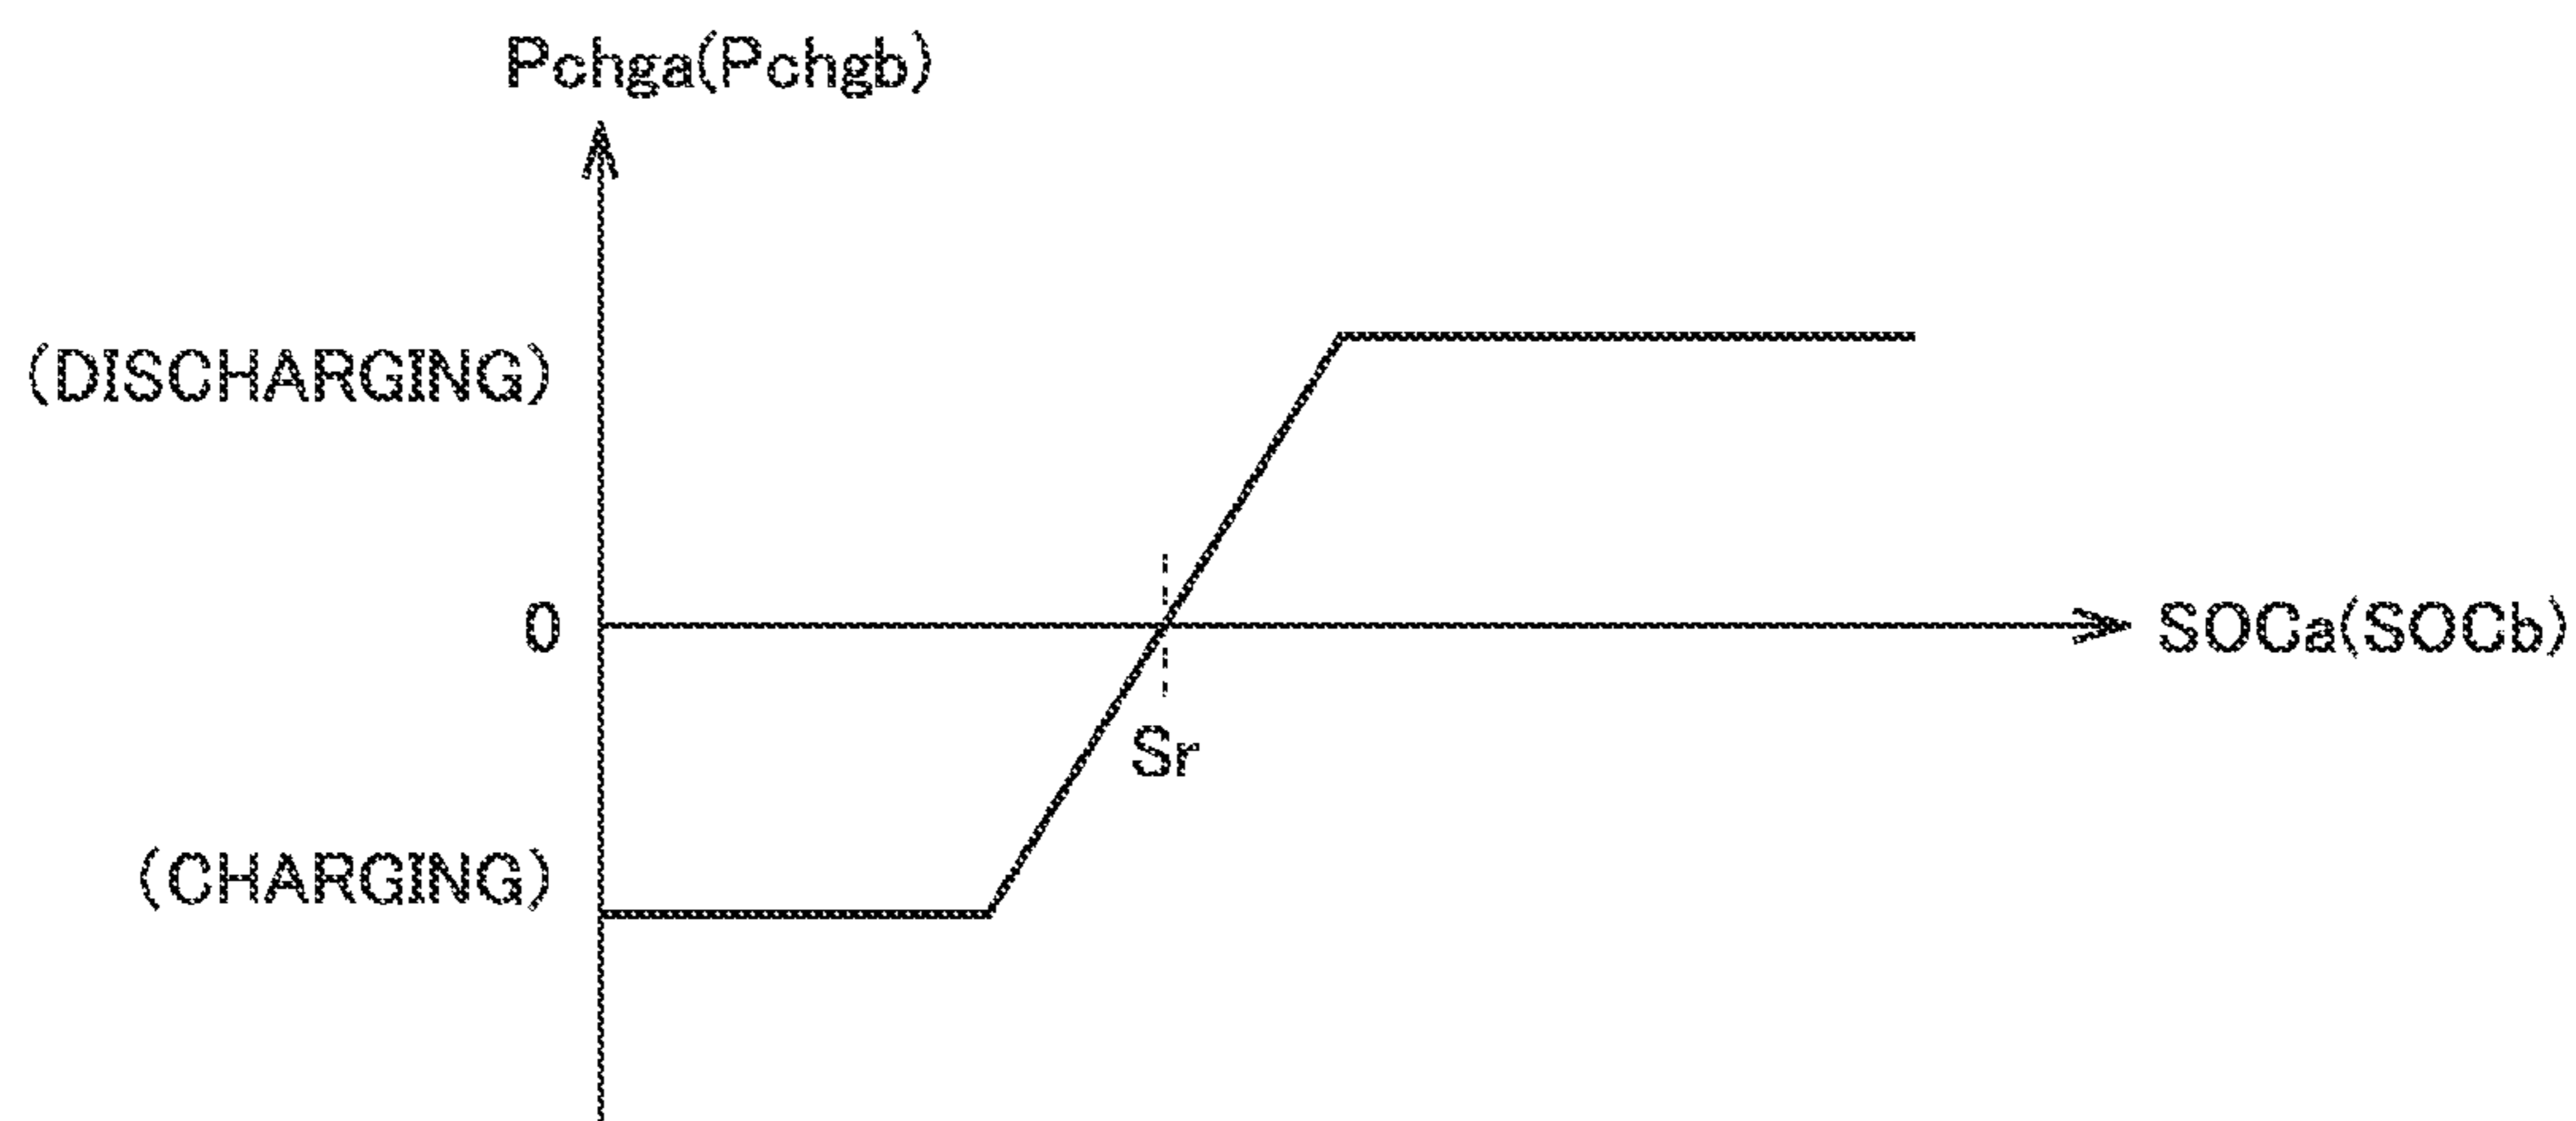 Pchga(Pchgb)
(DISCHARGING)
0
SOCa(SOCb)
Sr
(CHARGING)